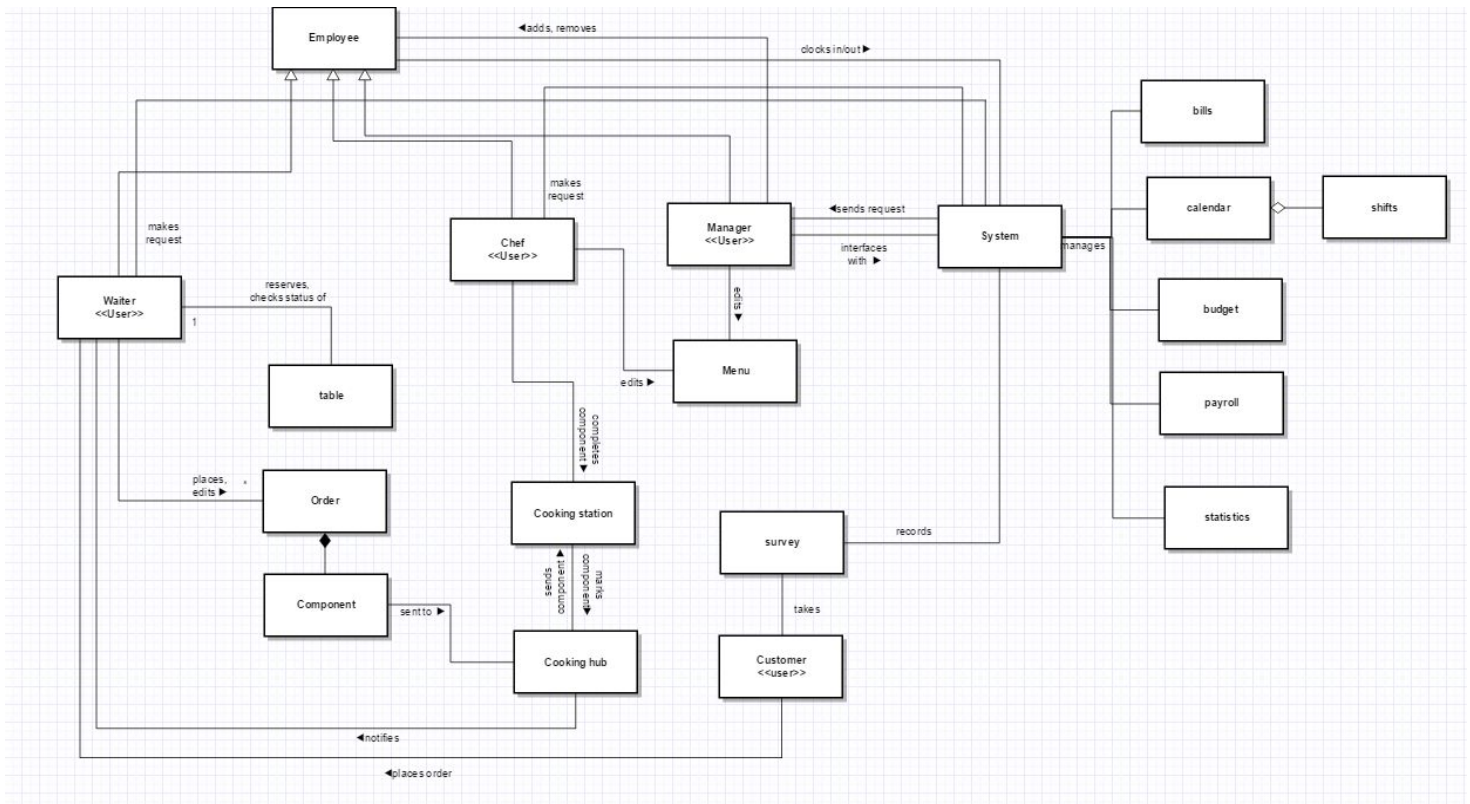 Employee
◄adds, removes
clocks in/out ►
bills
calendar
shifts
makes
request
Manager
<<User>>
◄sends request
System
manages
interfaces
with ►
makes
request
Chef
<<User>>
Waiter
<<User>>
reserves,
checks status of
1
edits ►
budget
Menu
edits ►
table
payroll
completes
component ►
places,
edits ►
*
Order
Cooking station
survey
records
statistics
sends
component ►
marks
component ►
Component
sent to ►
takes
Cooking hub
Customer
<<user>>
◄notifies
◄places order